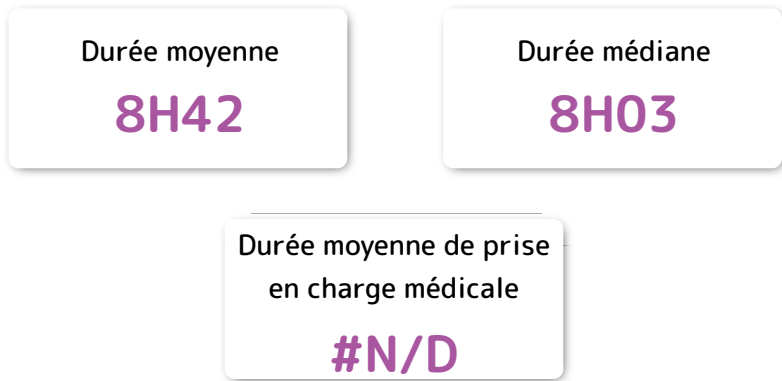 Durée moyenne
8H42
Durée médiane
8H03
Durée moyenne de prise
en charge médicale
#N/D